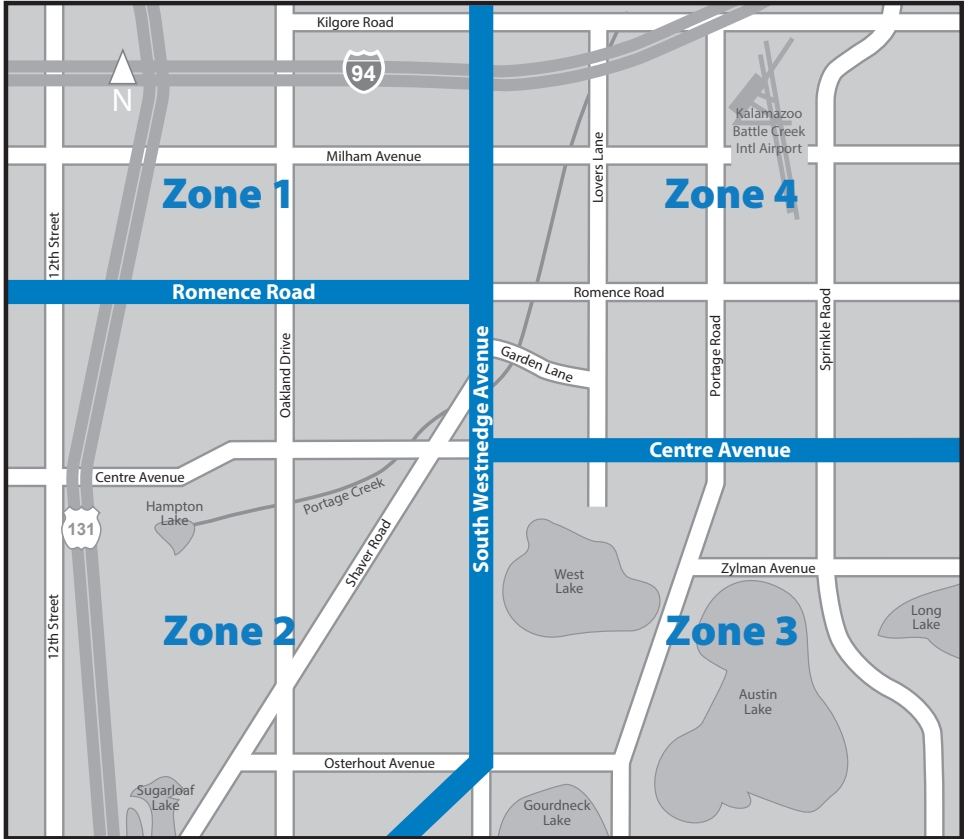 Kilgore Road
94
N
Kalamazoo
Battle Creek
Intl Airport
Milham Avenue
Lovers Lane
Zone 1
Zone 4
12th Street
Romence Road
Romence Road
Sprinkle Raod
Portage Road
Oakland Drive
Garden Lane
South Westnedge Avenue
Centre Avenue
Centre Avenue
Portage Creek
Hampton
Lake
131
Shaver Road
West
Lake
Zylman Avenue
Long
Lake
Zone 2
Zone 3
12th Street
Austin
Lake
Osterhout Avenue
Sugarloaf
Lake
Gourdneck
Lake